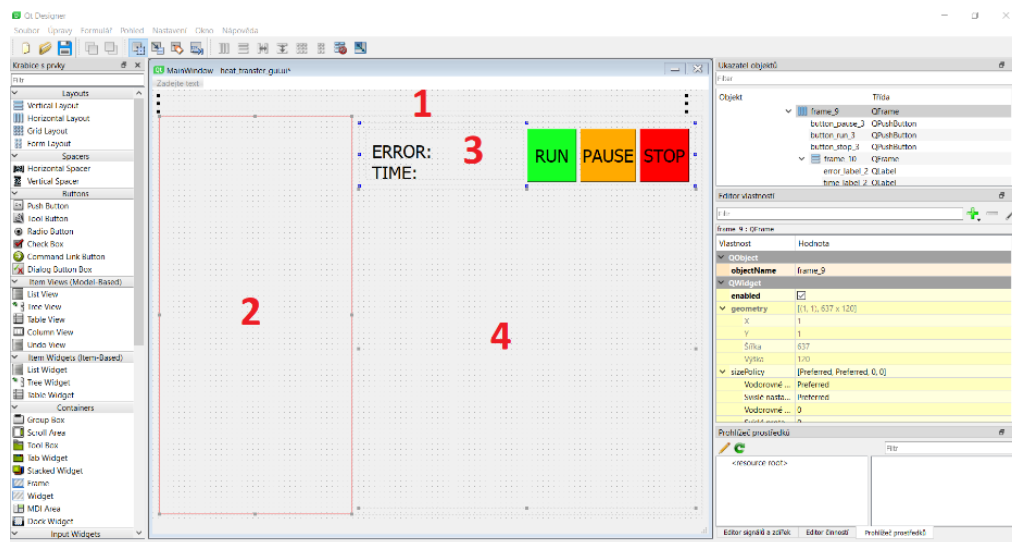 Qt Designer
Soubor Úpravy Formulář Pohled Nastavení Okno Nápověda
Krabice s prvky
Filtr
Layouts
Vertical Layout
Horizontal Layout
Grid Layout
Form Layout
Spacers
Horizontal Spacer
Vertical Spacer
Buttons
Push Button
Tool Button
Radio Button
Check Box
Command Link Button
Dialog Button Box
Item Views (Model-Based)
List View
Tree View
Table View
Column View
Undo View
Item Widgets (Item-Based)
List Widget
Tree Widget
Table Widget
Containers
Group Box
Scroll Area
Tool Box
Tab Widget
Stacked Widget
Frame
Widget
MDI Area
Dock Widget
Input Widgets
MainWindow heat_transfer_gui.ui*
Zadejte text
1
2
3
ERROR:
TIME:
RUN PAUSE STOP
4
Ukazatel objektů
Filter
Objekt Třída
frame_9 QFrame
button_pause_3 QPushButton
button_run_3 QPushButton
button_stop_3 QPushButton
frame_10 QFrame
error_label_2 QLabel
time_label_2 QLabel
Editor vlastností
Filtr
frame_9 : QFrame
Vlastnost Hodnota
QObject
objectName frame_9
QWidget
enabled
geometry [(1, 1), 637 x 120]
X 1
Y 1
Šířka 637
Výška 120
sizePolicy [Preferred, Preferred, 0, 0]
Vodorovné ... Preferred
Svislé nasta... Preferred
Vodorovné ... 0
Prohlížeč prostředků
Filtr
<resource root>
Editor signálů a zdířek Editor činností Prohlížeč prostředků